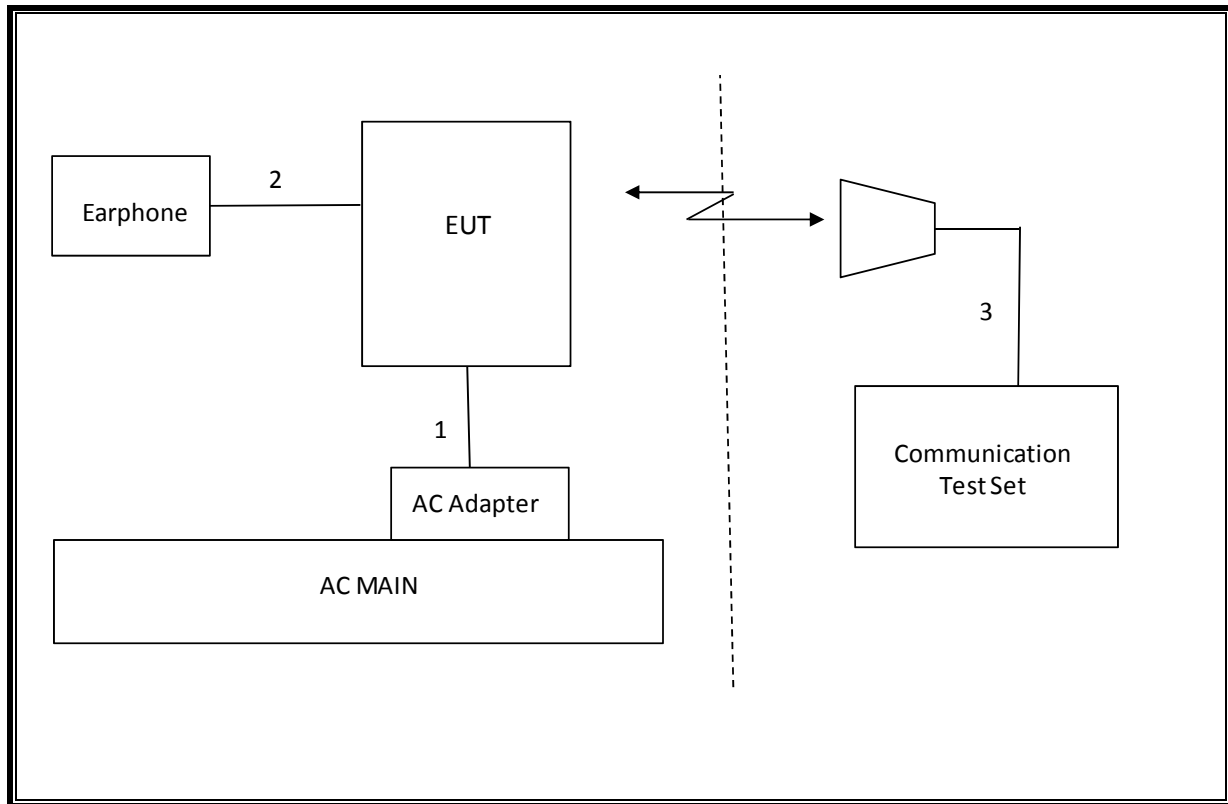 2
Earphone
EUT
3
1
Communication
Test Set
AC Adapter
AC MAIN